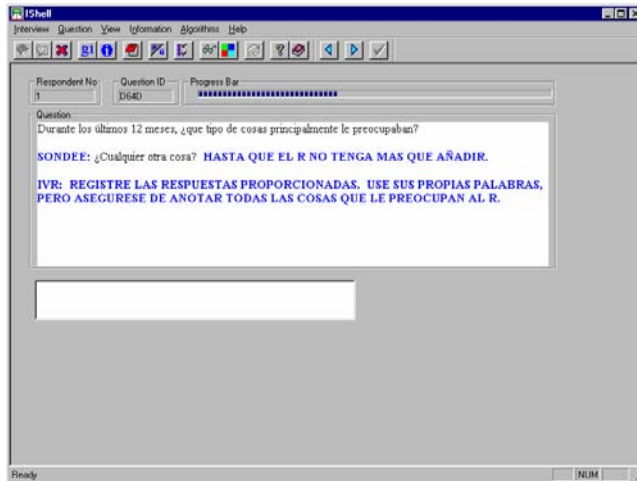 IShell
Interview Question View Information Algorithms Help
Respondent No
Question ID
Progress Bar
1
D64D
Question
Durante los últimos 12 meses, ¿que tipo de cosas principalmente le preocupaban?
SONDEE: ¿Cualquier otra cosa? HASTA QUE EL R NO TENGA MAS QUE AÑADIR.
IVR: REGISTRE LAS RESPUESTAS PROPORCIONADAS. USE SUS PROPIAS PALABRAS,
PERO ASEGURESE DE ANOTAR TODAS LAS COSAS QUE LE PREOCUPAN AL R.
Ready
NUM